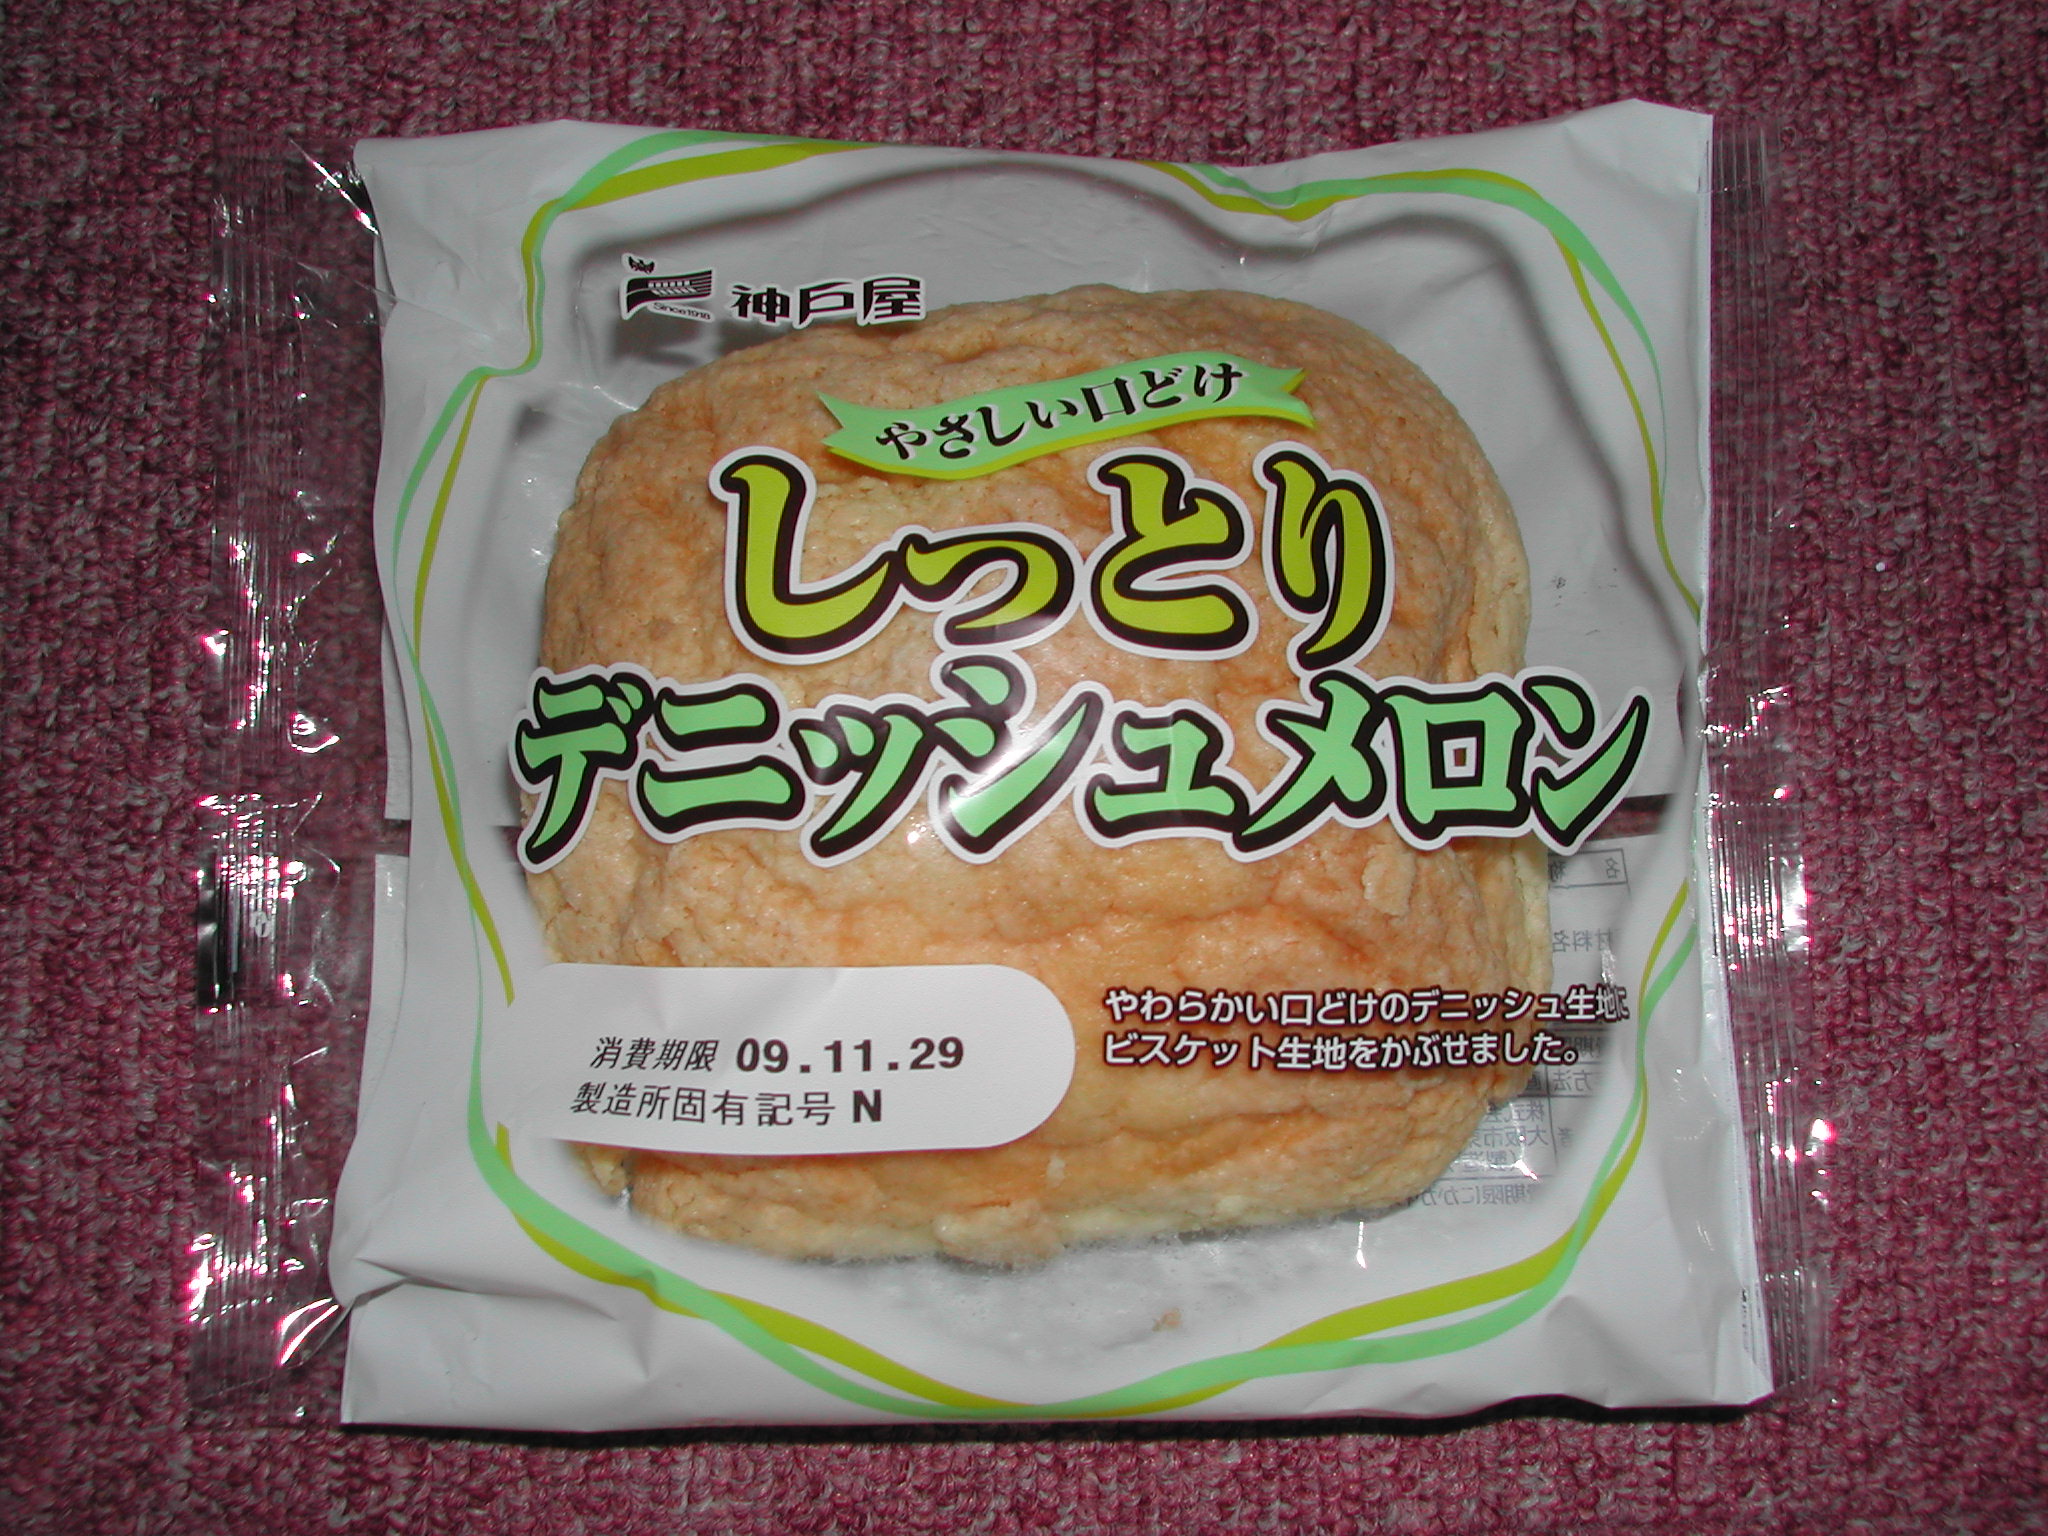 Since1918
神戸屋
やさしい口どけ
しっとり
デニッシュメロン
やわらかい口どけのデニッシュ生地に
ビスケット生地をかぶせました。
消費期限 09.11.29
製造所固有記号 N